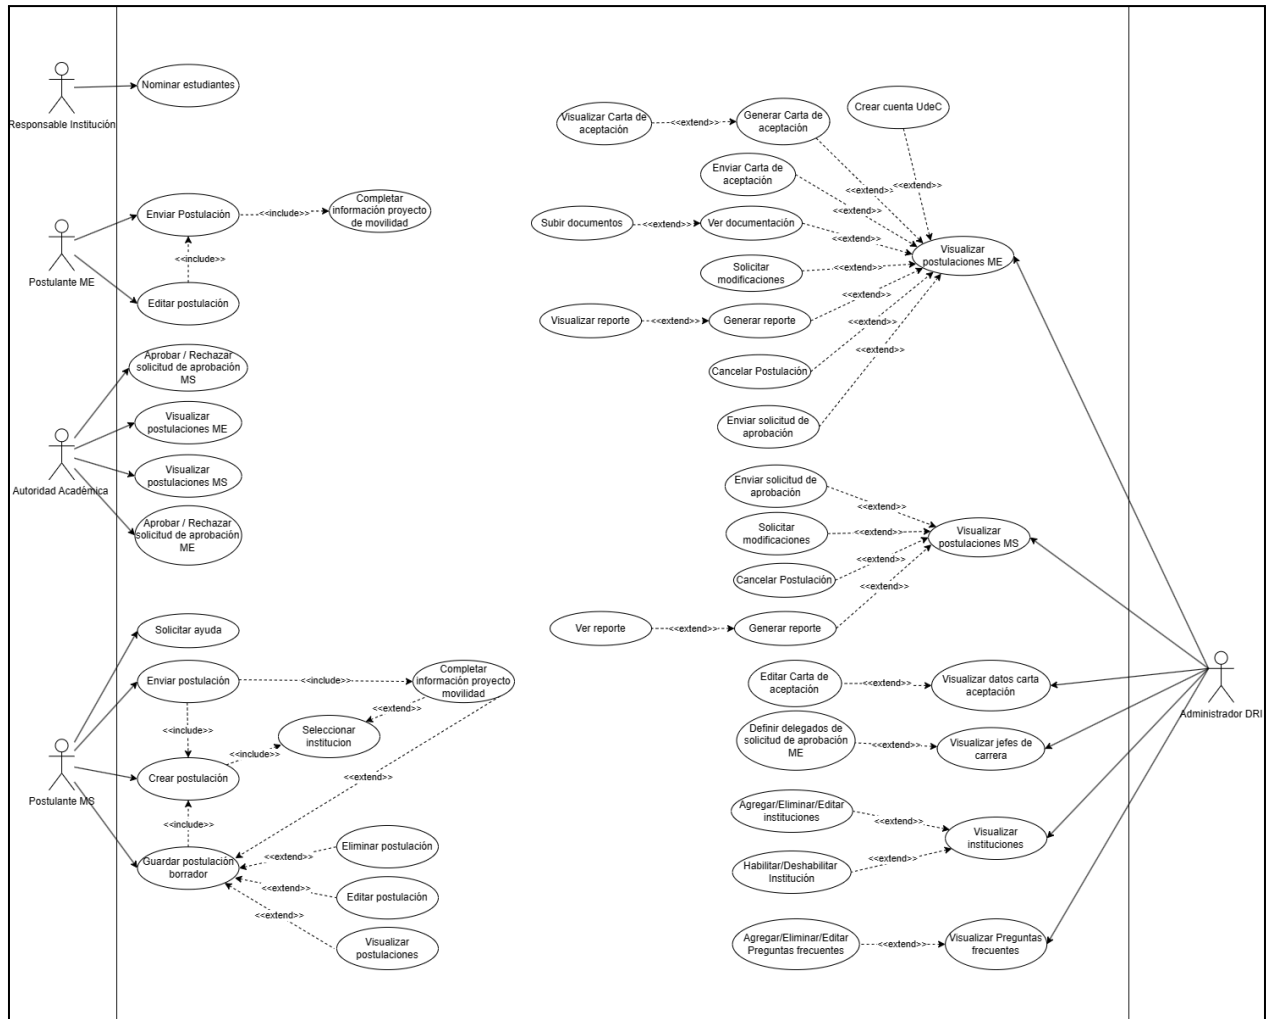 Responsable Institución
Nominar estudiantes
Postulante ME
Enviar Postulación
<<include>>
Completar
información proyecto
de movilidad
<<include>>
Editar postulación
Autoridad Académica
Aprobar / Rechazar
solicitud de aprobación
MS
Visualizar
postulaciones ME
Visualizar
postulaciones MS
Aprobar / Rechazar
solicitud de aprobación
ME
Postulante MS
Solicitar ayuda
Enviar postulación
<<include>>
Completar
información proyecto
movilidad
<<extend>>
Seleccionar
institucion
<<include>>
<<include>>
Crear postulación
<<extend>>
<<include>>
Guardar postulación
borrador
<<extend>>
Eliminar postulación
<<extend>>
Editar postulación
<<extend>>
Visualizar
postulaciones
Visualizar Carta de
aceptación
<<extend>>
Generar Carta de
aceptación
<<extend>>
Crear cuenta UdeC
<<extend>>
Enviar Carta de
aceptación
<<extend>>
Subir documentos
<<extend>>
Ver documentación
<<extend>>
Visualizar
postulaciones ME
Solicitar
modificaciones
<<extend>>
Visualizar reporte
<<extend>>
Generar reporte
<<extend>>
Cancelar Postulación
<<extend>>
Enviar solicitud de
aprobación
<<extend>>
Enviar solicitud de
aprobación
<<extend>>
Solicitar
modificaciones
<<extend>>
Visualizar
postulaciones MS
Cancelar Postulación
<<extend>>
Ver reporte
<<extend>>
Generar reporte
<<extend>>
Editar Carta de
aceptación
<<extend>>
Visualizar datos carta
aceptación
Administrador DRI
Definir delegados de
solicitud de aprobación
ME
<<extend>>
Visualizar jefes de
carrera
Agregar/Eliminar/Editar
instituciones
<<extend>>
Visualizar
instituciones
Habilitar/Deshabilitar
Institución
<<extend>>
Agregar/Eliminar/Editar
Preguntas frecuentes
<<extend>>
Visualizar Preguntas
frecuentes